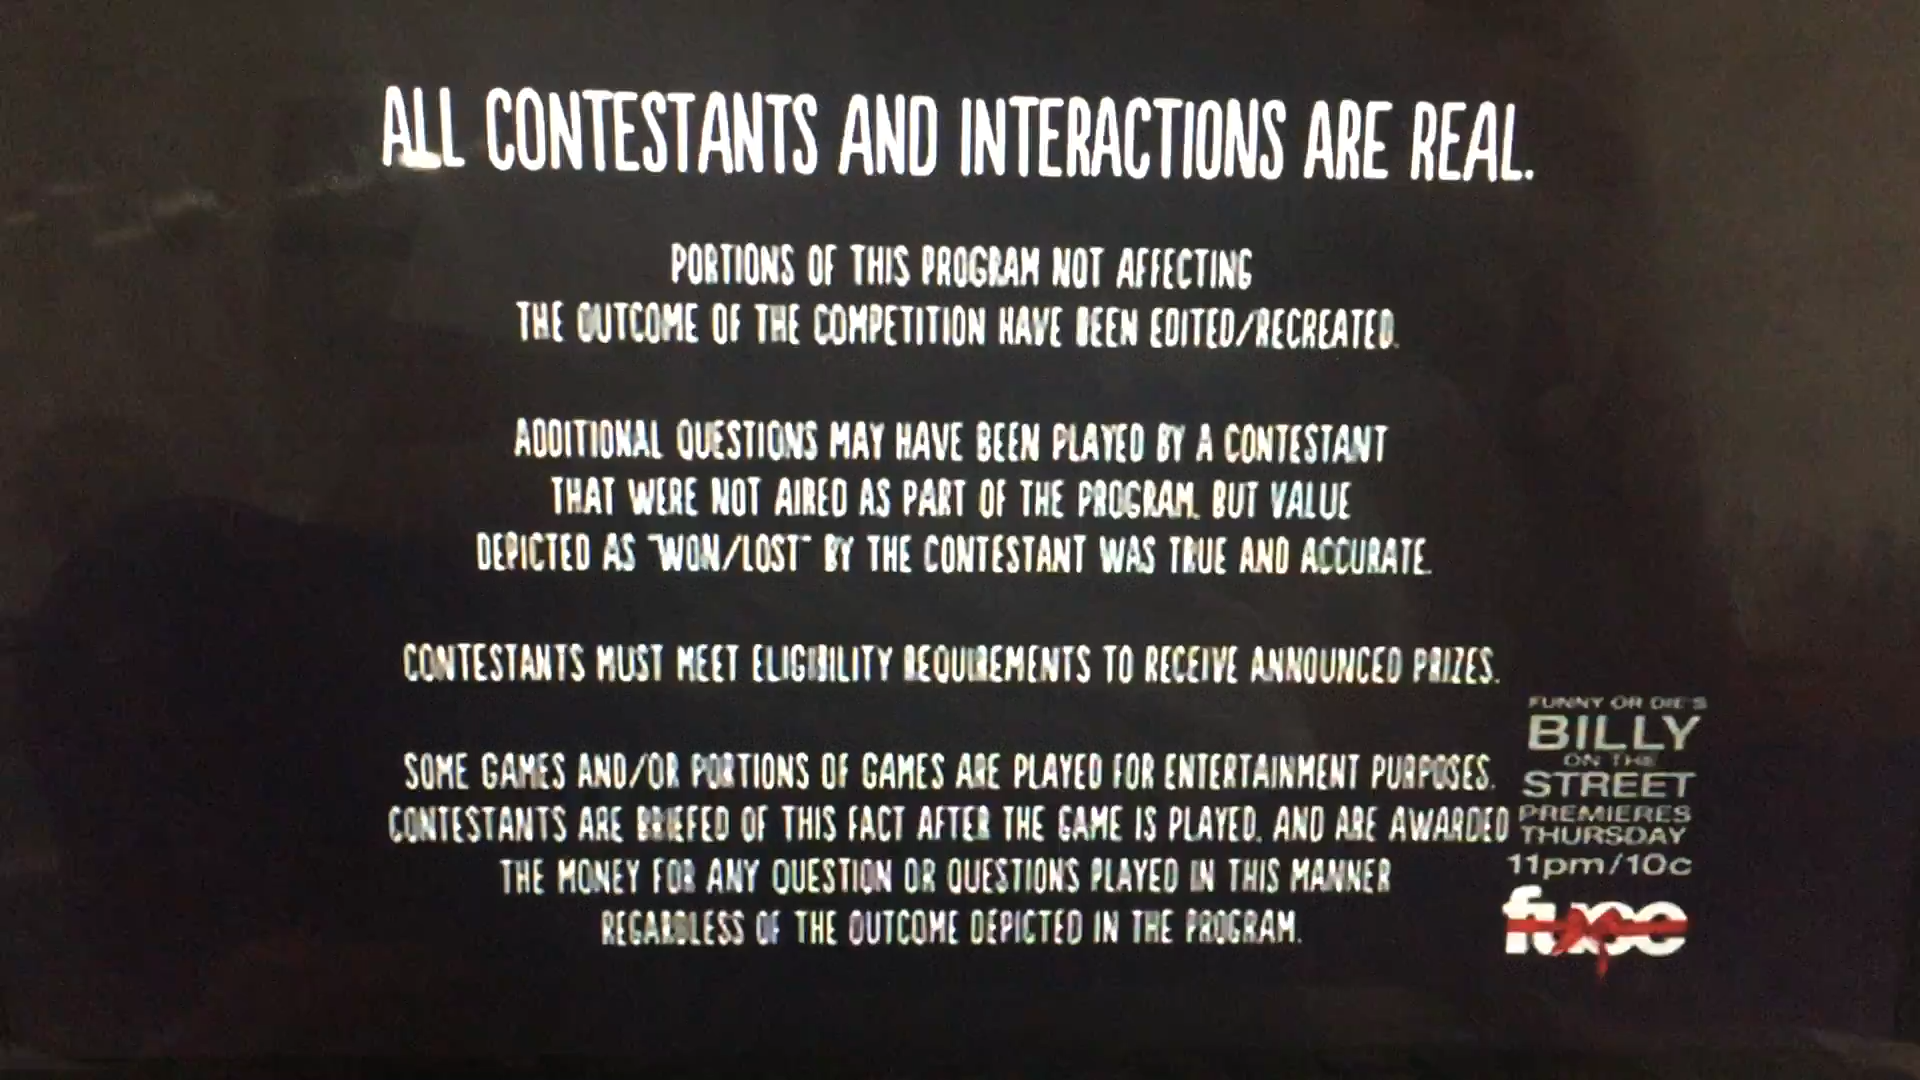 ALL CONTESTANTS AND INTERACTIONS ARE REAL.
PORTIONS OF THIS PROGRAM NOT AFFECTING
THE OUTCOME OF THE COMPETITION HAVE BEEN EDITED/RECREATED.
ADDITIONAL QUESTIONS MAY HAVE BEEN PLAYED BY A CONTESTANT
THAT WERE NOT AIRED AS PART OF THE PROGRAM, BUT VALUE
DEPICTED AS "WON/LOST" BY THE CONTESTANT WAS TRUE AND ACCURATE.
CONTESTANTS MUST MEET ELIGIBILITY REQUIREMENTS TO RECEIVE ANNOUNCED PRIZES.
SOME GAMES AND/OR PORTIONS OF GAMES ARE PLAYED FOR ENTERTAINMENT PURPOSES.
CONTESTANTS ARE BRIEFED OF THIS FACT AFTER THE GAME IS PLAYED, AND ARE AWARDED
THE MONEY FOR ANY QUESTION OR QUESTIONS PLAYED IN THIS MANNER
REGARDLESS OF THE OUTCOME DEPICTED IN THE PROGRAM.
FUNNY OR DIE'S
BILLY
ON THE
STREET
PREMIERES
THURSDAY
11pm/10c
fuse